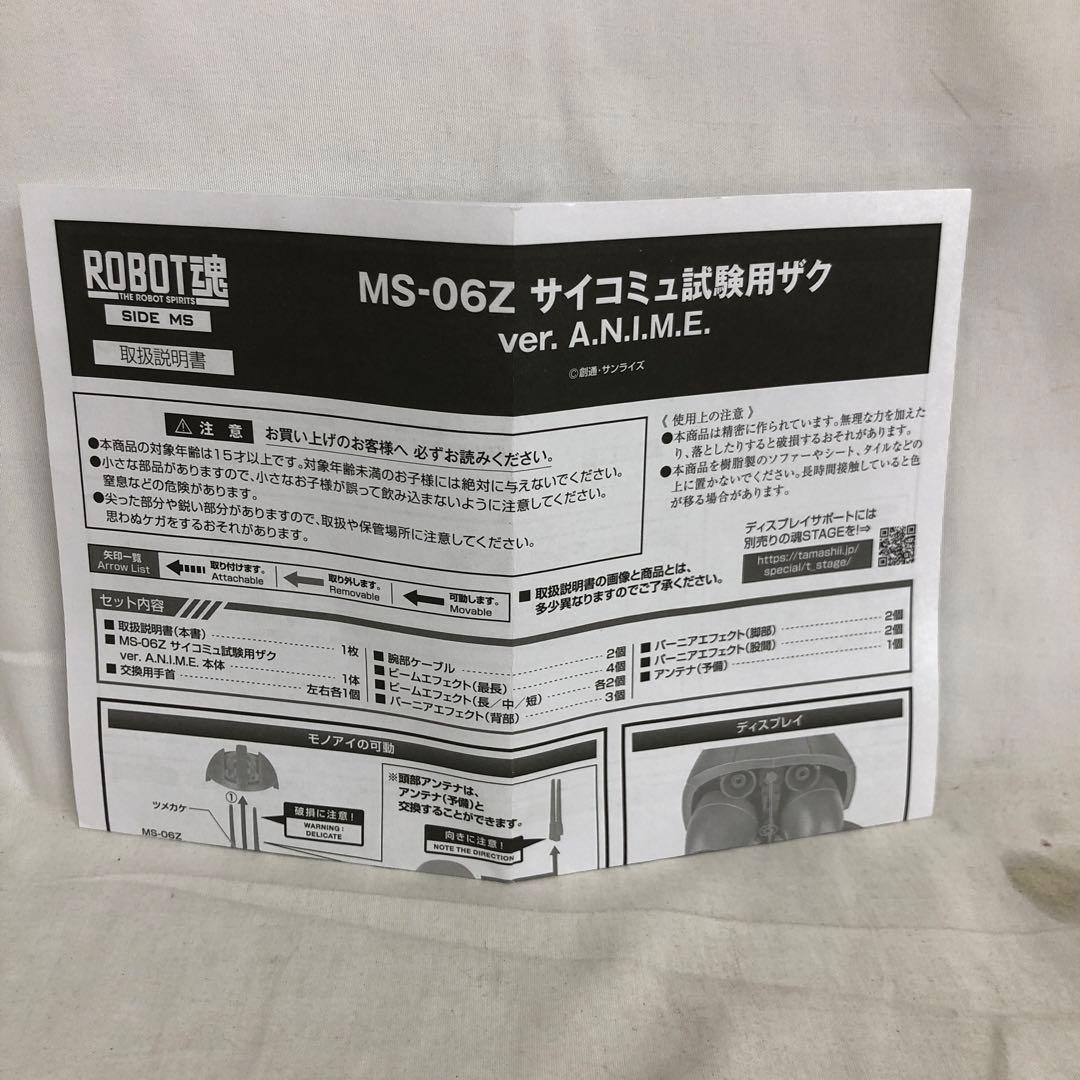 ROBOT魂
THE ROBOT SPIRITS
SIDE MS
取扱説明書
MS-06Z サイコミュ試験用ザク
ver. A.N.I.M.E.
©創通・サンライズ
⚠ 注 意 お買い上げのお客様へ 必ずお読みください。
●本商品の対象年齢は15才以上です。対象年齢未満のお子様には絶対に与えないでください。
●小さな部品がありますので、小さなお子様が誤って飲み込まないように注意してください。
窒息などの危険があります。
●尖った部分や鋭い部分がありますので、取扱や保管場所に注意してください。
思わぬケガをするおそれがあります。
《 使用上の注意 》
●本商品は精密に作られています。無理な力を加えた
り、落としたりすると破損するおそれがあります。
●本商品を樹脂製のソファーやシート、タイルなどの
上に置かないでください。長時間接触していると色
が移る場合があります。
ディスプレイサポートには
別売りの魂STAGEを!⇒
https://tamashii.jp/
special/t_stage/
矢印一覧
Arrow List
取り付けます。
Attachable
取り外します。
Removable
可動します。
Movable
■ 取扱説明書の画像と商品とは、
多少異なりますのでご了承ください。
セット内容
■ 取扱説明書(本書) 1枚
■ MS-06Z サイコミュ試験用ザク
ver. A.N.I.M.E. 本体 1体
■ 交換用手首 左右各1個
■ 腕部ケーブル 2個
■ ビームエフェクト(最長) 4個
■ ビームエフェクト(長/中/短) 各2個
■ バーニアエフェクト(背部) 3個
■ バーニアエフェクト(脚部) 2個
■ バーニアエフェクト(股間) 2個
■ アンテナ(予備) 1個
モノアイの可動
①
ツメカケ
MS-06Z
破損に注意!
WARNING:
DELICATE
※頭部アンテナは、
アンテナ(予備)と
交換することができます。
向きに注意!
NOTE THE DIRECTION
ディスプレイ